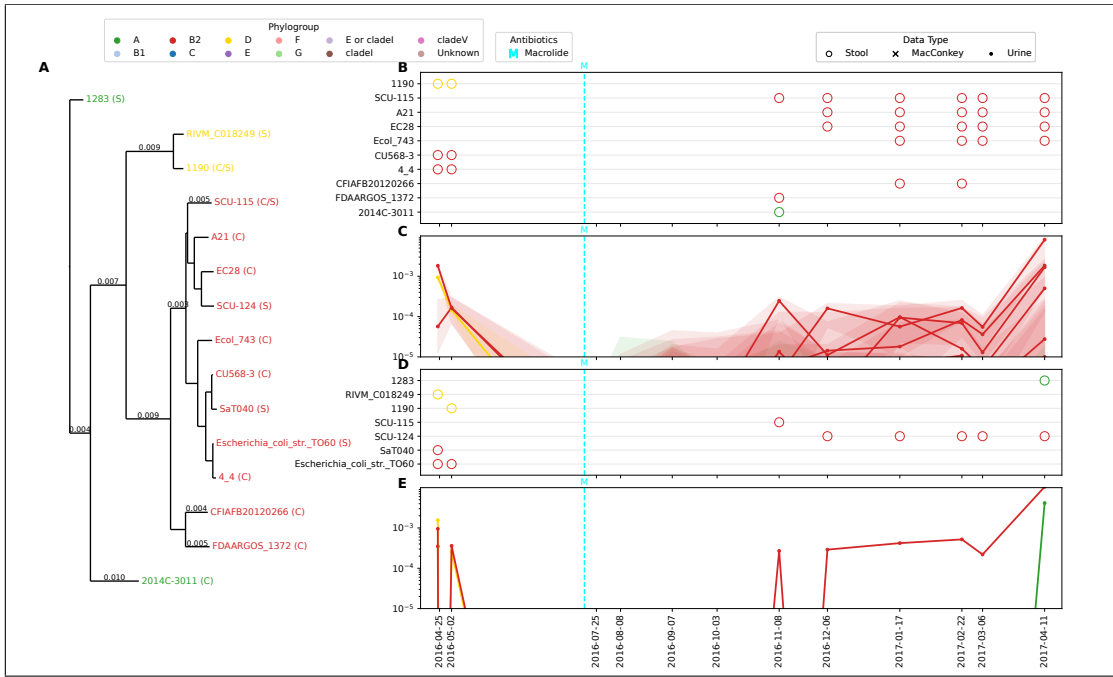 Phylogroup
A B2 D F E or cladeI cladeV
B1 C E G cladeI Unknown
Antibiotics
M Macrolide
Data Type
Stool MacConkey Urine
A
1283 (S)
0.009
RIVM_C018249 (S)
1190 (C/S)
0.005
SCU-115 (C/S)
A21 (C)
EC28 (C)
0.003
SCU-124 (S)
0.007
Ecol_743 (C)
CU568-3 (C)
SaT040 (S)
0.009
0.004
Escherichia_coli_str._TO60 (S)
4_4 (C)
0.004
CFIAFB20120266 (C)
0.005
FDAARGOS_1372 (C)
0.010
2014C-3011 (C)
B
M
1190
SCU-115
A21
EC28
Ecol_743
CU568-3
4_4
CFIAFB20120266
FDAARGOS_1372
2014C-3011
C
M
10⁻³
10⁻⁴
10⁻⁵
D
1283
RIVM_C018249
1190
SCU-115
SCU-124
SaT040
Escherichia_coli_str._TO60
E
M
10⁻³
10⁻⁴
10⁻⁵
2016-04-25
2016-05-02
2016-07-25
2016-08-08
2016-09-07
2016-10-03
2016-11-08
2016-12-06
2017-01-17
2017-02-22
2017-03-06
2017-04-11